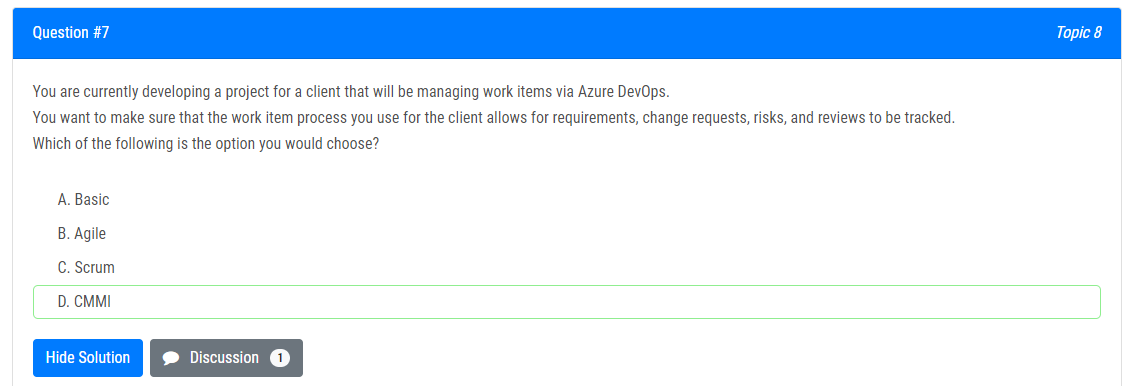 Question #7
Topic 8
You are currently developing a project for a client that will be managing work items via Azure DevOps.
You want to make sure that the work item process you use for the client allows for requirements, change requests, risks, and reviews to be tracked.
Which of the following is the option you would choose?
A. Basic
B. Agile
C. Scrum
D. CMMI
Hide Solution
Discussion 1